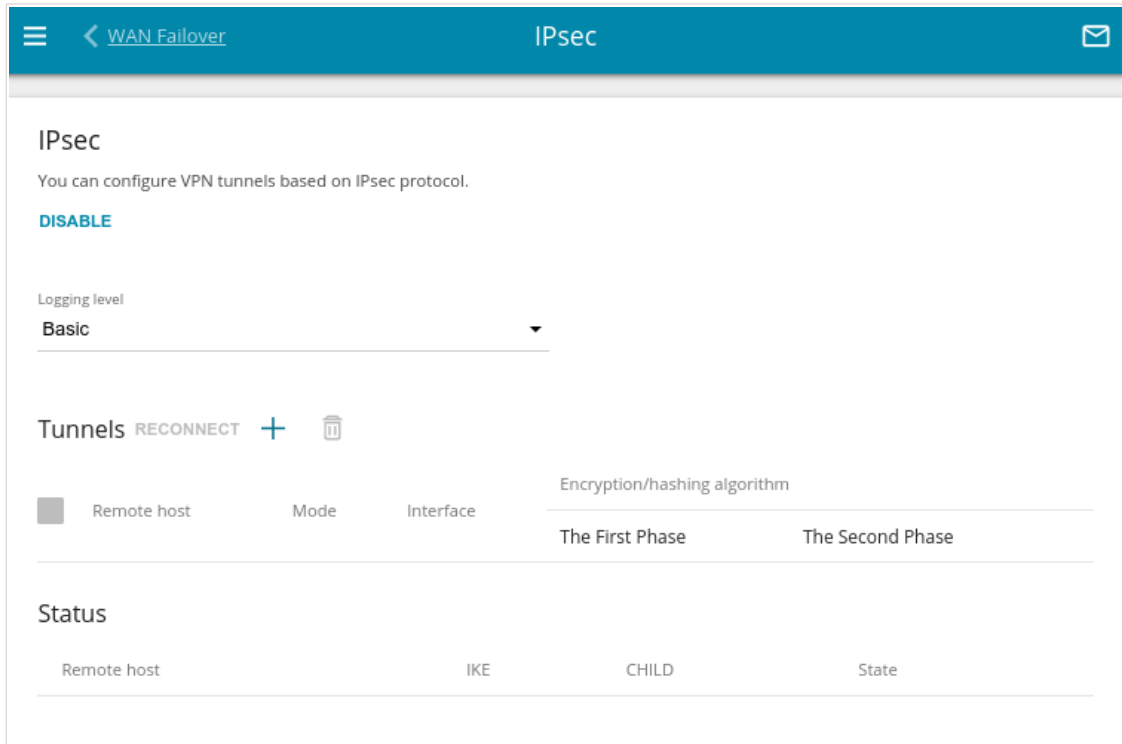 WAN Failover
IPsec
IPsec
You can configure VPN tunnels based on IPsec protocol.
DISABLE
Logging level
Basic
Tunnels RECONNECT
Encryption/hashing algorithm
Remote host Mode Interface
The First Phase The Second Phase
Status
Remote host IKE CHILD State